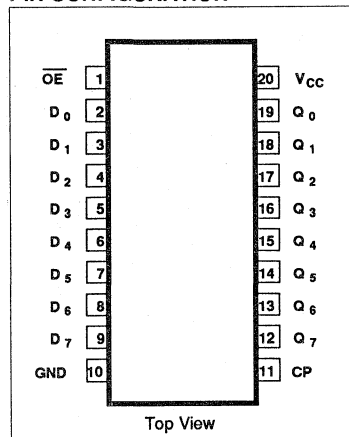 OE 1 20 VCC
D0 2 19 Q0
D1 3 18 Q1
D2 4 17 Q2
D3 5 16 Q3
D4 6 15 Q4
D5 7 14 Q5
D6 8 13 Q6
D7 9 12 Q7
GND 10 11 CP
Top View